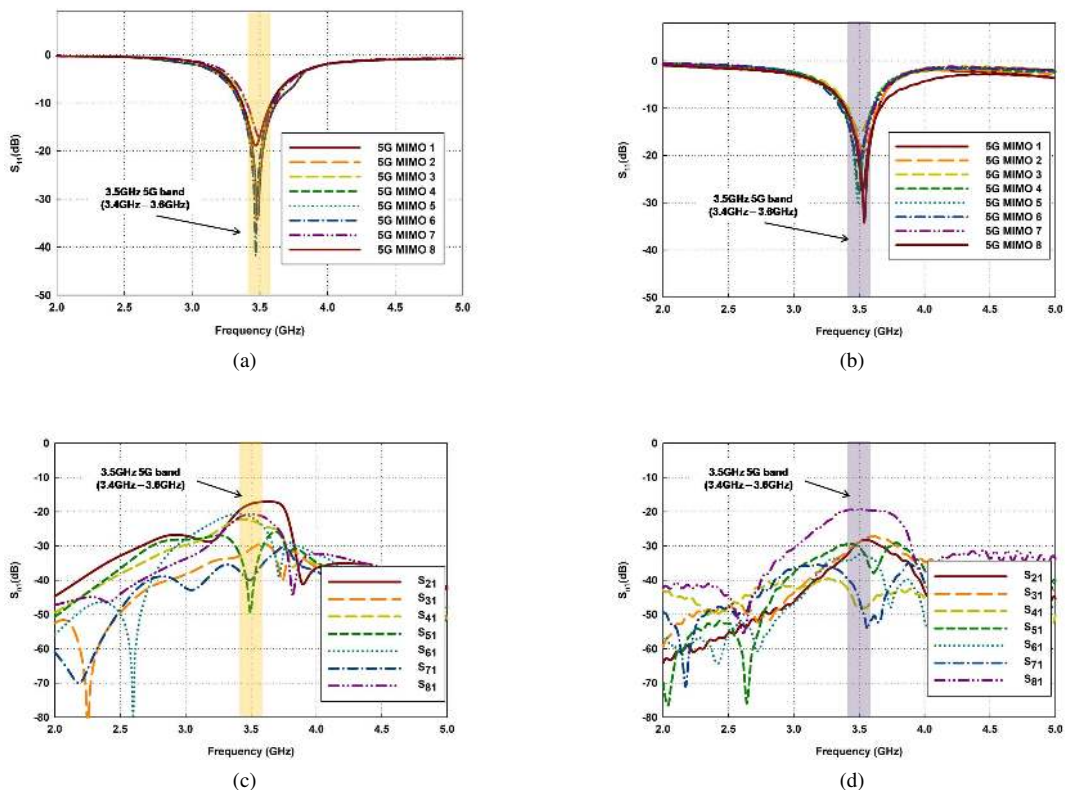 0
-10
-20
-30
-40
-50
S11(dB)
3.5GHz 5G band
(3.4GHz – 3.6GHz)
5G MIMO 1
5G MIMO 2
5G MIMO 3
5G MIMO 4
5G MIMO 5
5G MIMO 6
5G MIMO 7
5G MIMO 8
2.0 2.5 3.0 3.5 4.0 4.5 5.0
Frequency (GHz)
(a)
0
-10
-20
-30
-40
-50
S11(dB)
3.5GHz 5G band
(3.4GHz – 3.6GHz)
5G MIMO 1
5G MIMO 2
5G MIMO 3
5G MIMO 4
5G MIMO 5
5G MIMO 6
5G MIMO 7
5G MIMO 8
2.0 2.5 3.0 3.5 4.0 4.5 5.0
Frequency (GHz)
(b)
0
-10
-20
-30
-40
-50
-60
-70
-80
Sn1(dB)
3.5GHz 5G band
(3.4GHz – 3.6GHz)
S21
S31
S41
S51
S61
S71
S81
2.0 2.5 3.0 3.5 4.0 4.5 5.0
Frequency (GHz)
(c)
0
-10
-20
-30
-40
-50
-60
-70
-80
Sn1(dB)
3.5GHz 5G band
(3.4GHz – 3.6GHz)
S21
S31
S41
S51
S61
S71
S81
2.0 2.5 3.0 3.5 4.0 4.5 5.0
Frequency (GHz)
(d)